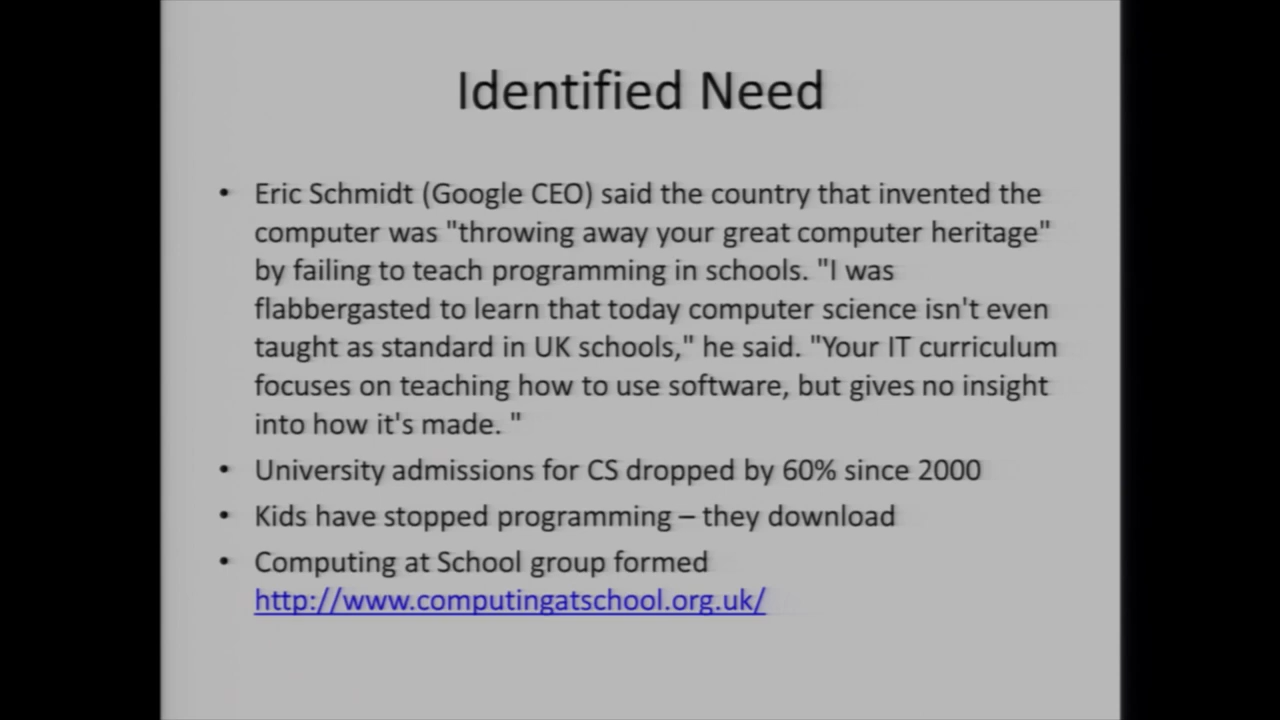 Identified Need
• Eric Schmidt (Google CEO) said the country that invented the
computer was "throwing away your great computer heritage"
by failing to teach programming in schools. "I was
flabbergasted to learn that today computer science isn't even
taught as standard in UK schools," he said. "Your IT curriculum
focuses on teaching how to use software, but gives no insight
into how it's made. "
• University admissions for CS dropped by 60% since 2000
• Kids have stopped programming – they download
• Computing at School group formed
http://www.computingatschool.org.uk/